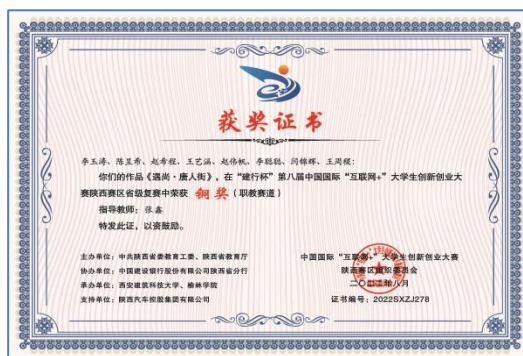 获奖证书
李玉涛、陈昱希、赵希程、王艺涵、赵伟帆、李聪聪、闫锦辉、王周稷:
你们的作品《遇尚·唐人街》,在“建行杯”第八届中国国际“互联网+”大学生创新创业大
赛陕西赛区省级复赛中荣获 铜奖(职教赛道)
指导教师:张鑫
特发此证,以资鼓励。
主办单位:中共陕西省委教育工委、陕西省教育厅
协办单位:中国建设银行股份有限公司陕西省分行
承办单位:西安建筑科技大学、榆林学院
支持单位:陕西汽车控股集团有限公司
中国国际“互联网+”大学生创新创业大赛
陕西赛区组织委员会
二〇二二年八月
证书编号:2022SXZJ278